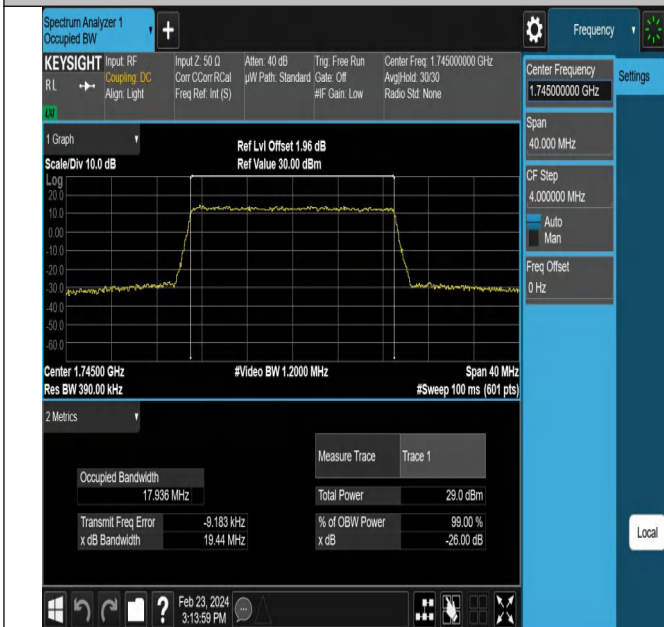 Spectrum Analyzer 1
Occupied BW
Frequency
KEYSIGHT
RL
LXI
Input: RF
Coupling: DC
Align: Light
Input Z: 50 Ω
Corr CCorr RCal
Freq Ref: Int (S)
Atten: 40 dB
µW Path: Standard
Trig: Free Run
Gate: Off
#IF Gain: Low
Center Freq: 1.745000000 GHz
Avg|Hold: 30/30
Radio Std: None
Center Frequency
1.745000000 GHz
Settings
Span
40.000 MHz
CF Step
4.000000 MHz
Auto
Man
Freq Offset
0 Hz
Local
1 Graph
Scale/Div 10.0 dB
Ref Lvl Offset 1.96 dB
Ref Value 30.00 dBm
Log
20.0
10.0
0.00
-10.0
-20.0
-30.0
-40.0
-50.0
-60.0
Center 1.74500 GHz
#Video BW 1.2000 MHz
Span 40 MHz
Res BW 390.00 kHz
#Sweep 100 ms (601 pts)
2 Metrics
Measure Trace
Trace 1
Occupied Bandwidth
17.936 MHz
Total Power
29.0 dBm
Transmit Freq Error
-9.183 kHz
% of OBW Power
99.00 %
x dB Bandwidth
19.44 MHz
x dB
-26.00 dB
?
Feb 23, 2024
3:13:59 PM